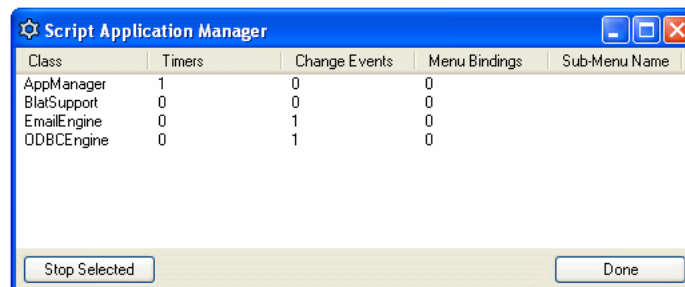 Script Application Manager
Class Timers Change Events Menu Bindings Sub-Menu Name
AppManager 1 0 0
BlatSupport 0 0 0
EmailEngine 0 1 0
ODBCEngine 0 1 0
Stop Selected Done